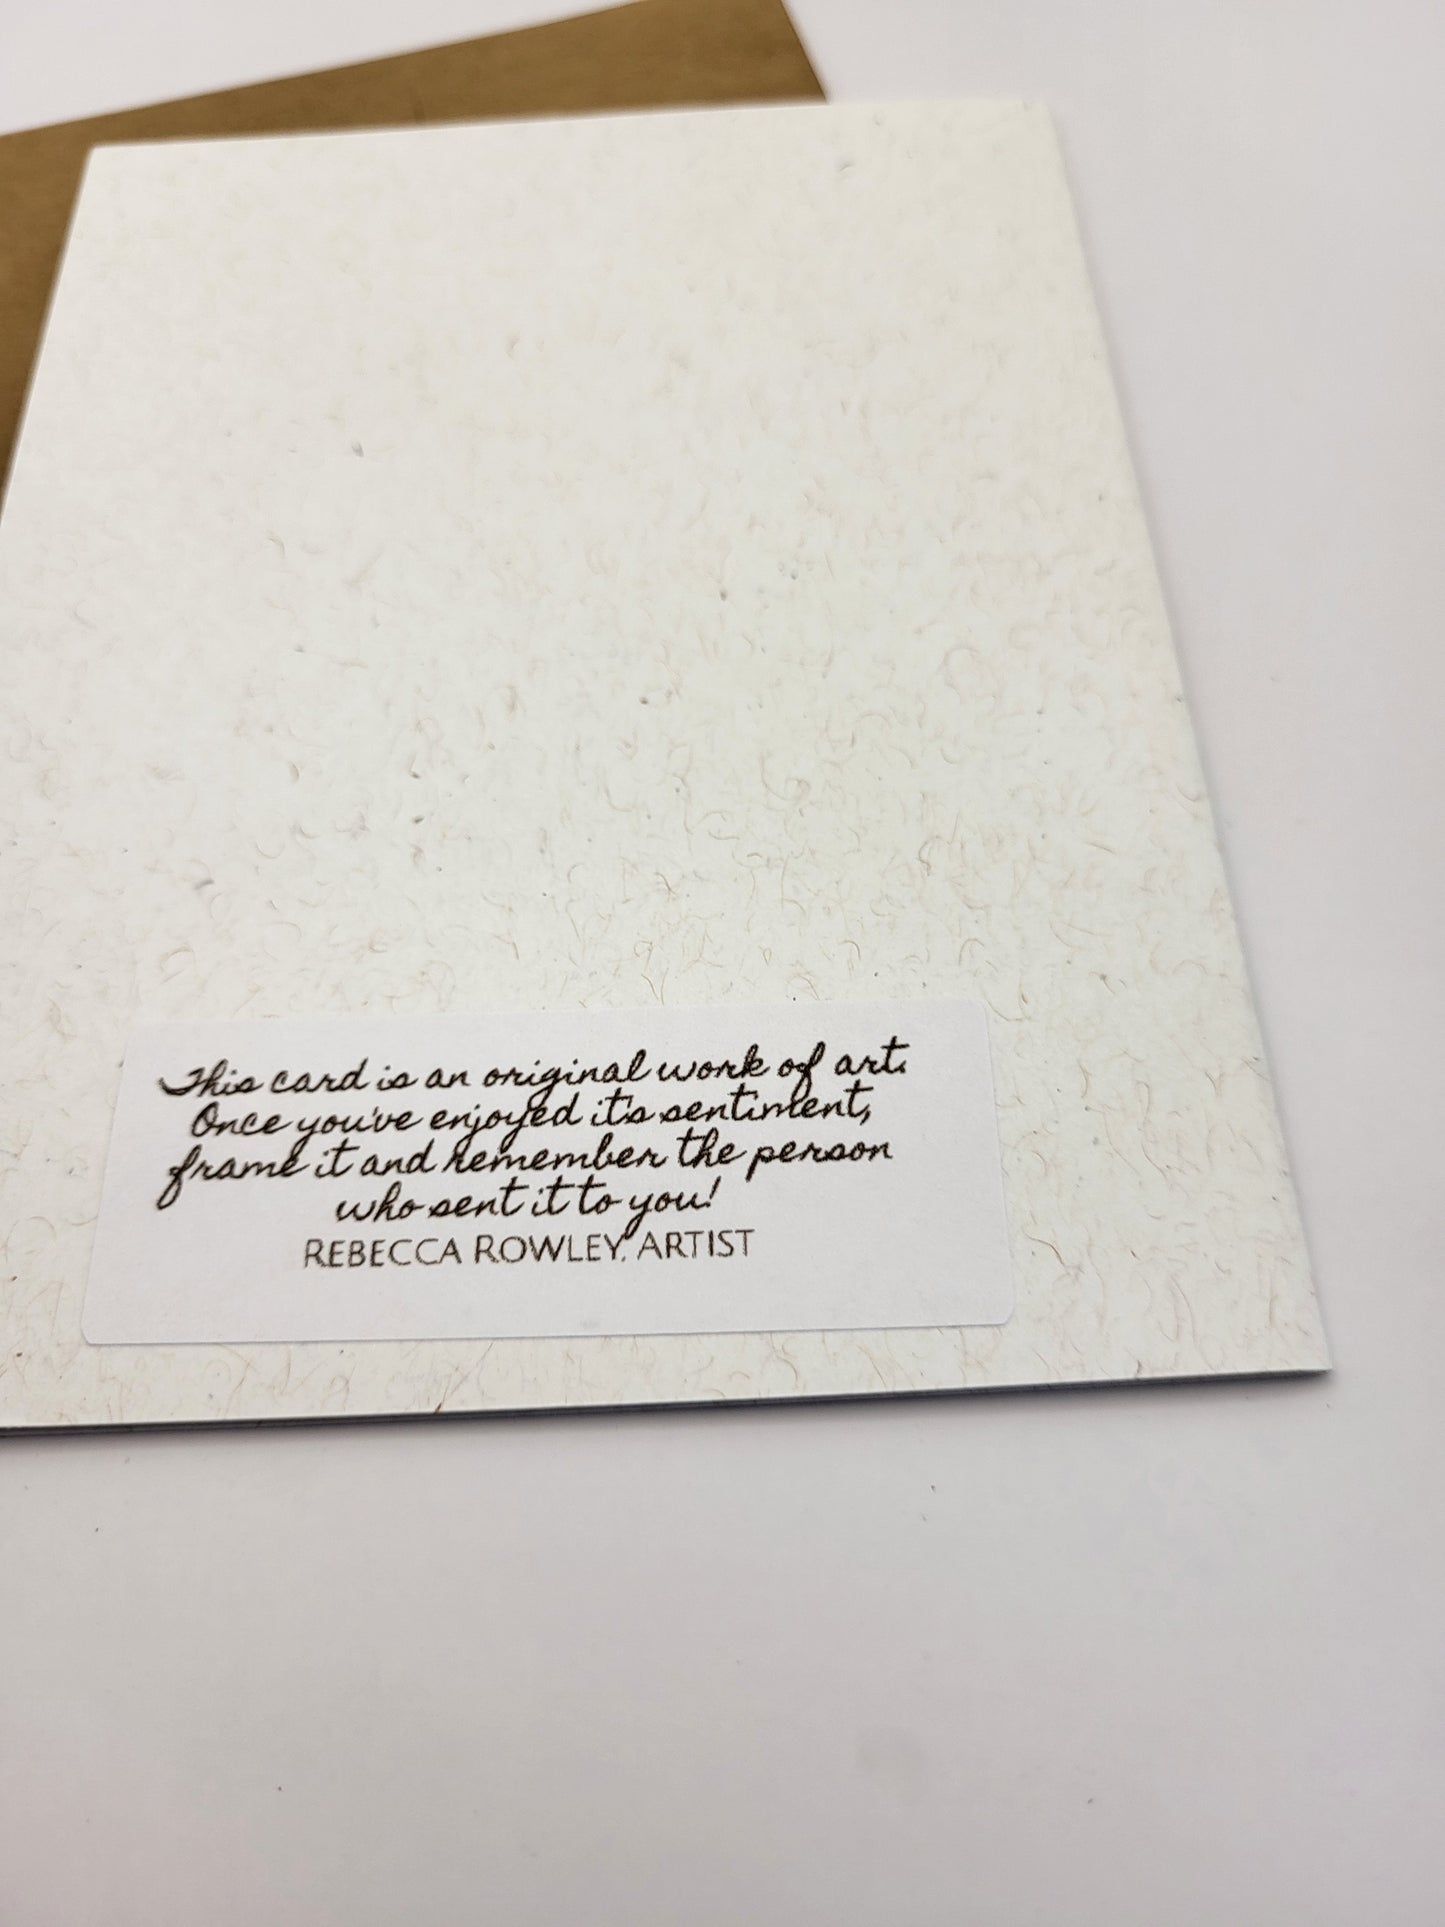 This card is an original work of art.
Once you've enjoyed it's sentiment,
frame it and remember the person
who sent it to you!
REBECCA ROWLEY, ARTIST